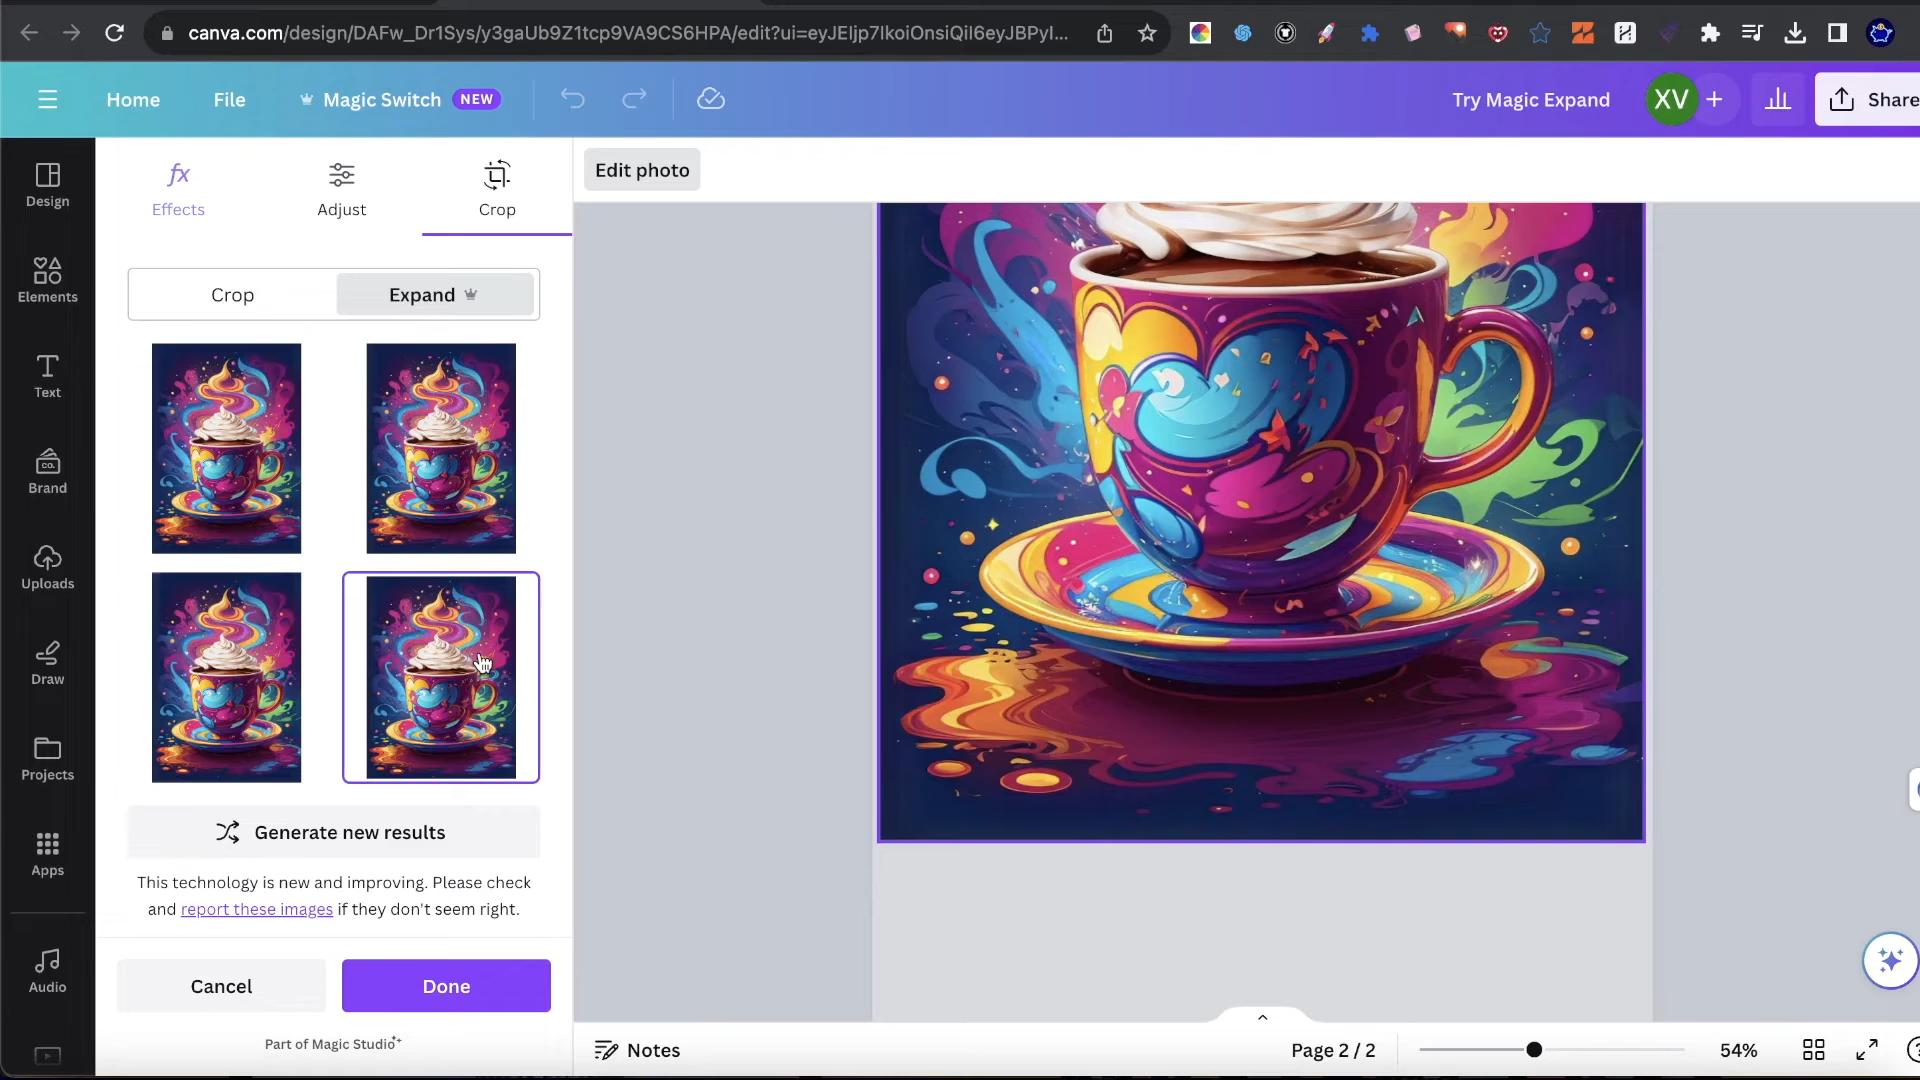 canva.com/design/DAFw_Dr1Sys/y3gaUb9Z1tcp9VA9CS6HPA/edit?ui=eyJEIjp7IkoiOnsiQiI6eyJBPyI...
Home
File
Magic Switch
NEW
Try Magic Expand
XV
Share
Design
Elements
Text
CO.
Brand
Uploads
Draw
Projects
Apps
Audio
fx
Effects
Adjust
Crop
Edit photo
Crop
Expand
Generate new results
This technology is new and improving. Please check
and report these images if they don't seem right.
Cancel
Done
Part of Magic Studio
Notes
Page 2 / 2
54%